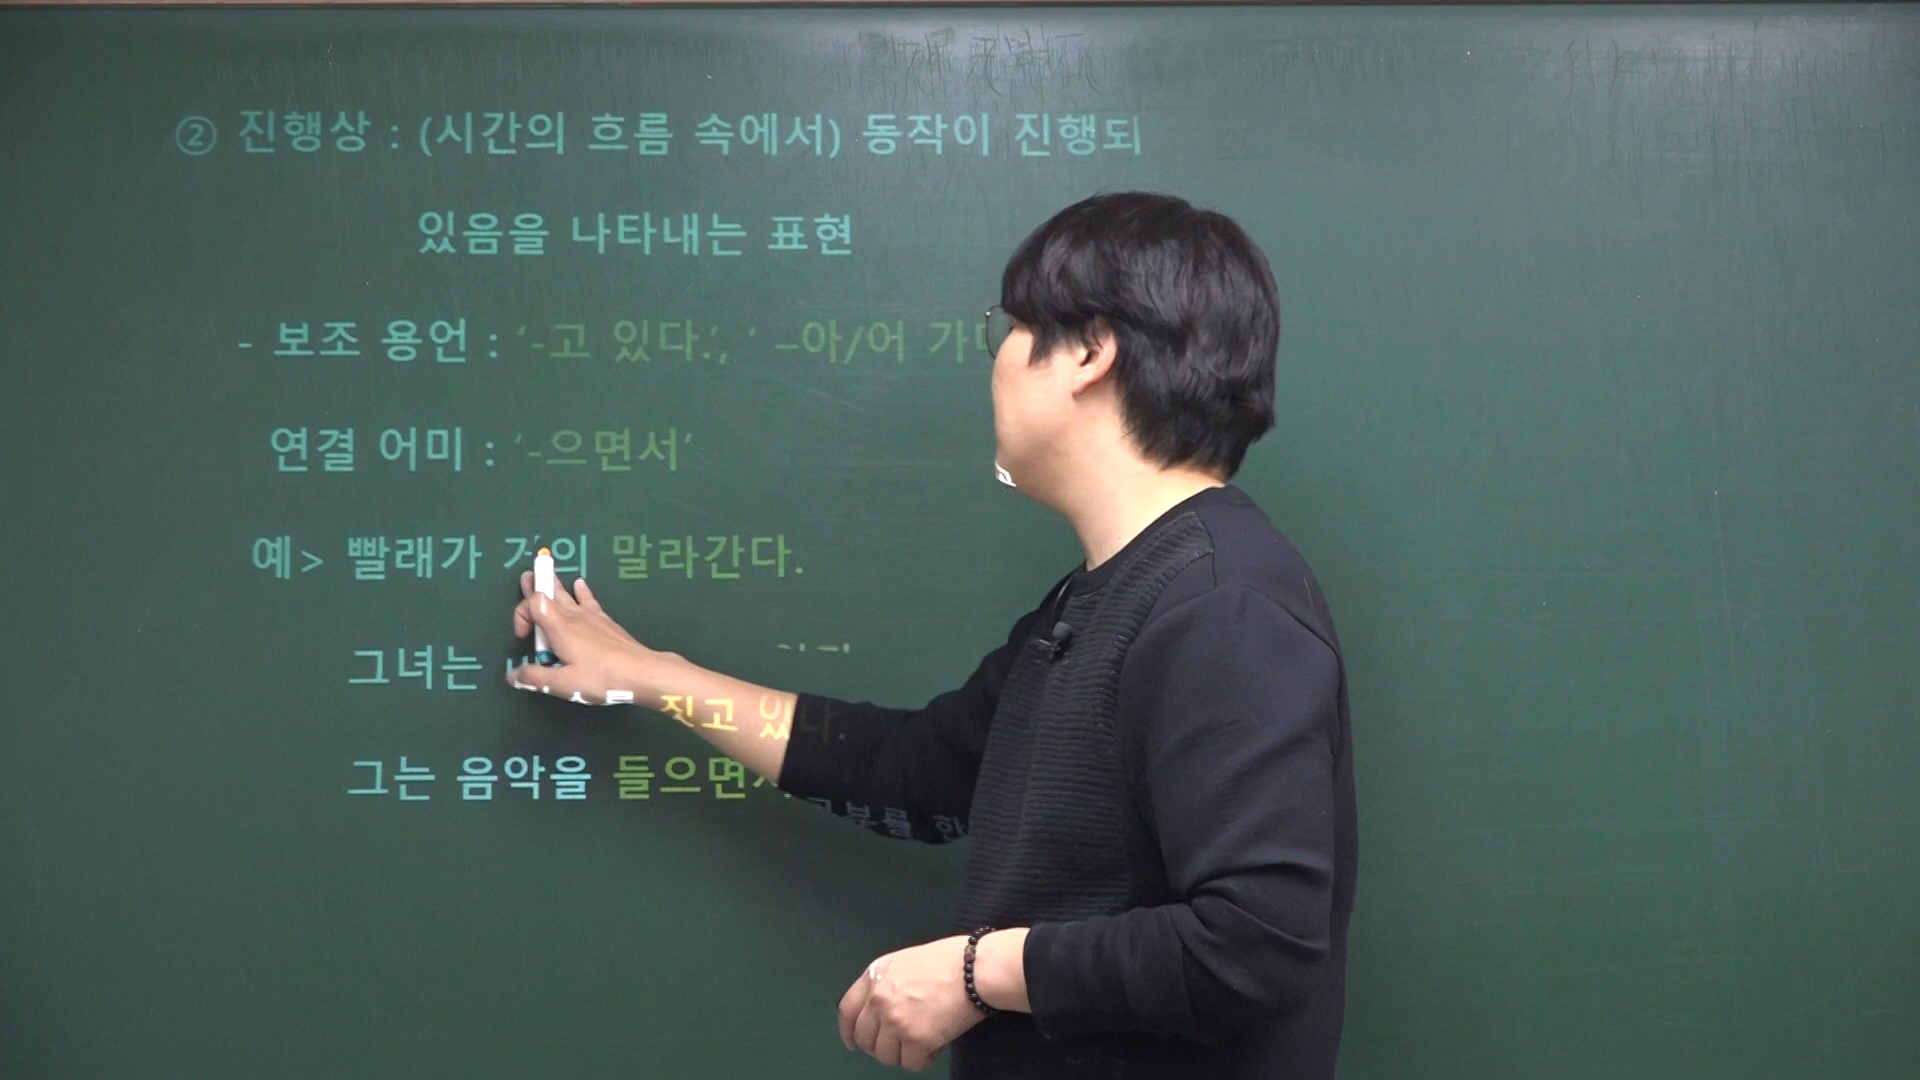 ② 진행상 : (시간의 흐름 속에서) 동작이 진행되
있음을 나타내는 표현
- 보조 용언 : ‘-고 있다.’, ‘ –아/어
연결 어미 : ‘-으면서’
예> 빨래가 거의 말라간다.
그녀는 짓고 있다.
그는 음악을 들으면서